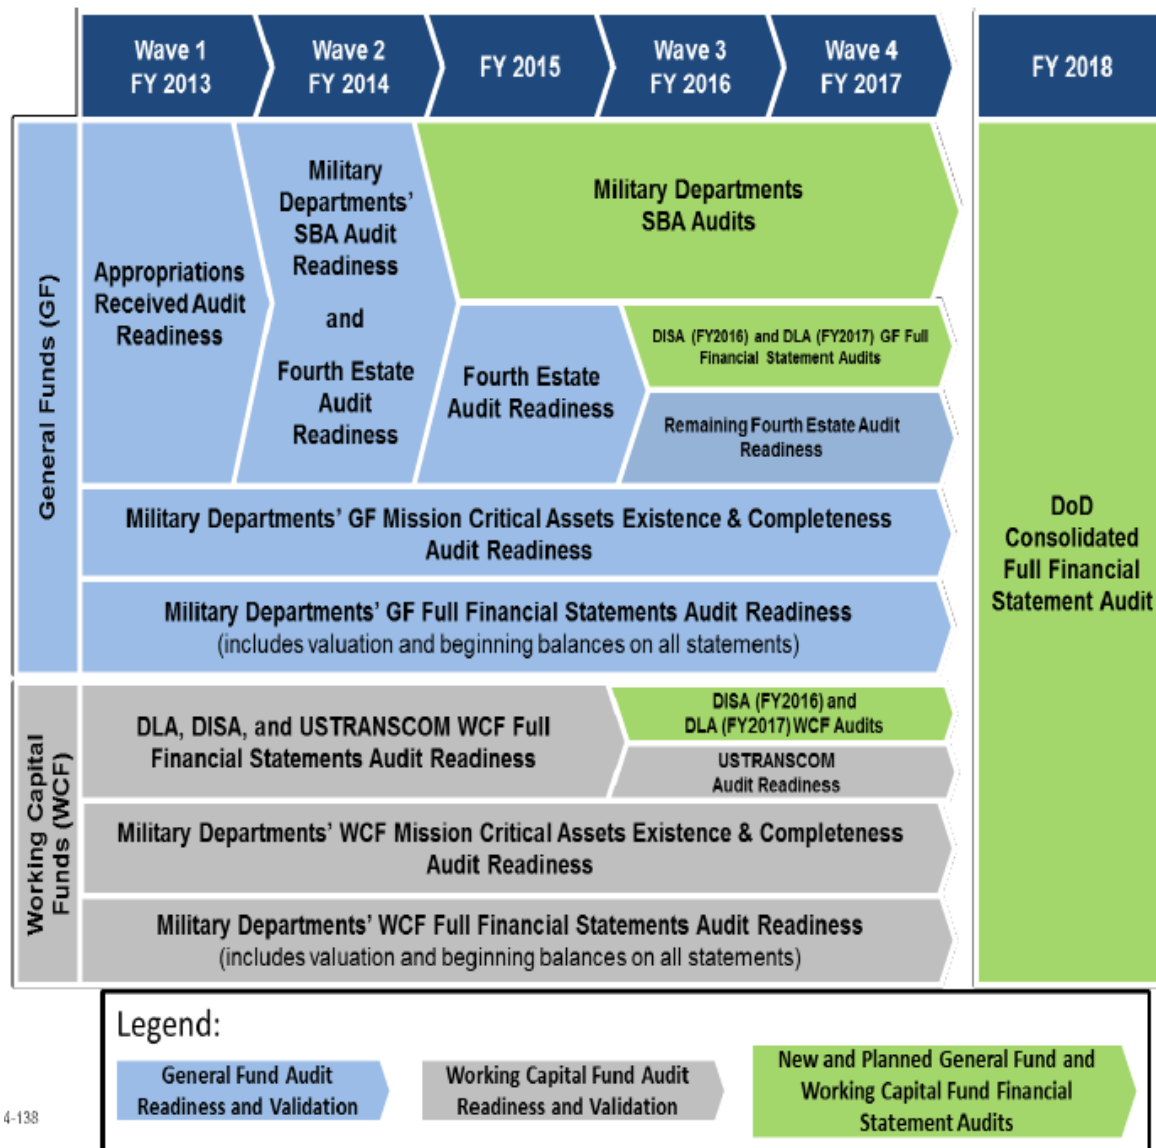 Wave 1
FY 2013
Wave 2
FY 2014
FY 2015
Wave 3
FY 2016
Wave 4
FY 2017
FY 2018
General Funds (GF)
Appropriations
Received Audit
Readiness
Military
Departments’
SBA Audit
Readiness
and
Fourth Estate
Audit
Readiness
Military Departments
SBA Audits
Fourth Estate
Audit Readiness
DISA (FY2016) and DLA (FY2017) GF Full
Financial Statement Audits
Remaining Fourth Estate Audit
Readiness
Military Departments’ GF Mission Critical Assets Existence & Completeness
Audit Readiness
Military Departments’ GF Full Financial Statements Audit Readiness
(includes valuation and beginning balances on all statements)
DoD
Consolidated
Full Financial
Statement Audit
Working Capital
Funds (WCF)
DLA, DISA, and USTRANSCOM WCF Full
Financial Statements Audit Readiness
DISA (FY2016) and
DLA (FY2017) WCF Audits
USTRANSCOM
Audit Readiness
Military Departments’ WCF Mission Critical Assets Existence & Completeness
Audit Readiness
Military Departments’ WCF Full Financial Statements Audit Readiness
(includes valuation and beginning balances on all statements)
Legend:
General Fund Audit
Readiness and Validation
Working Capital Fund Audit
Readiness and Validation
New and Planned General Fund and
Working Capital Fund Financial
Statement Audits
4-138